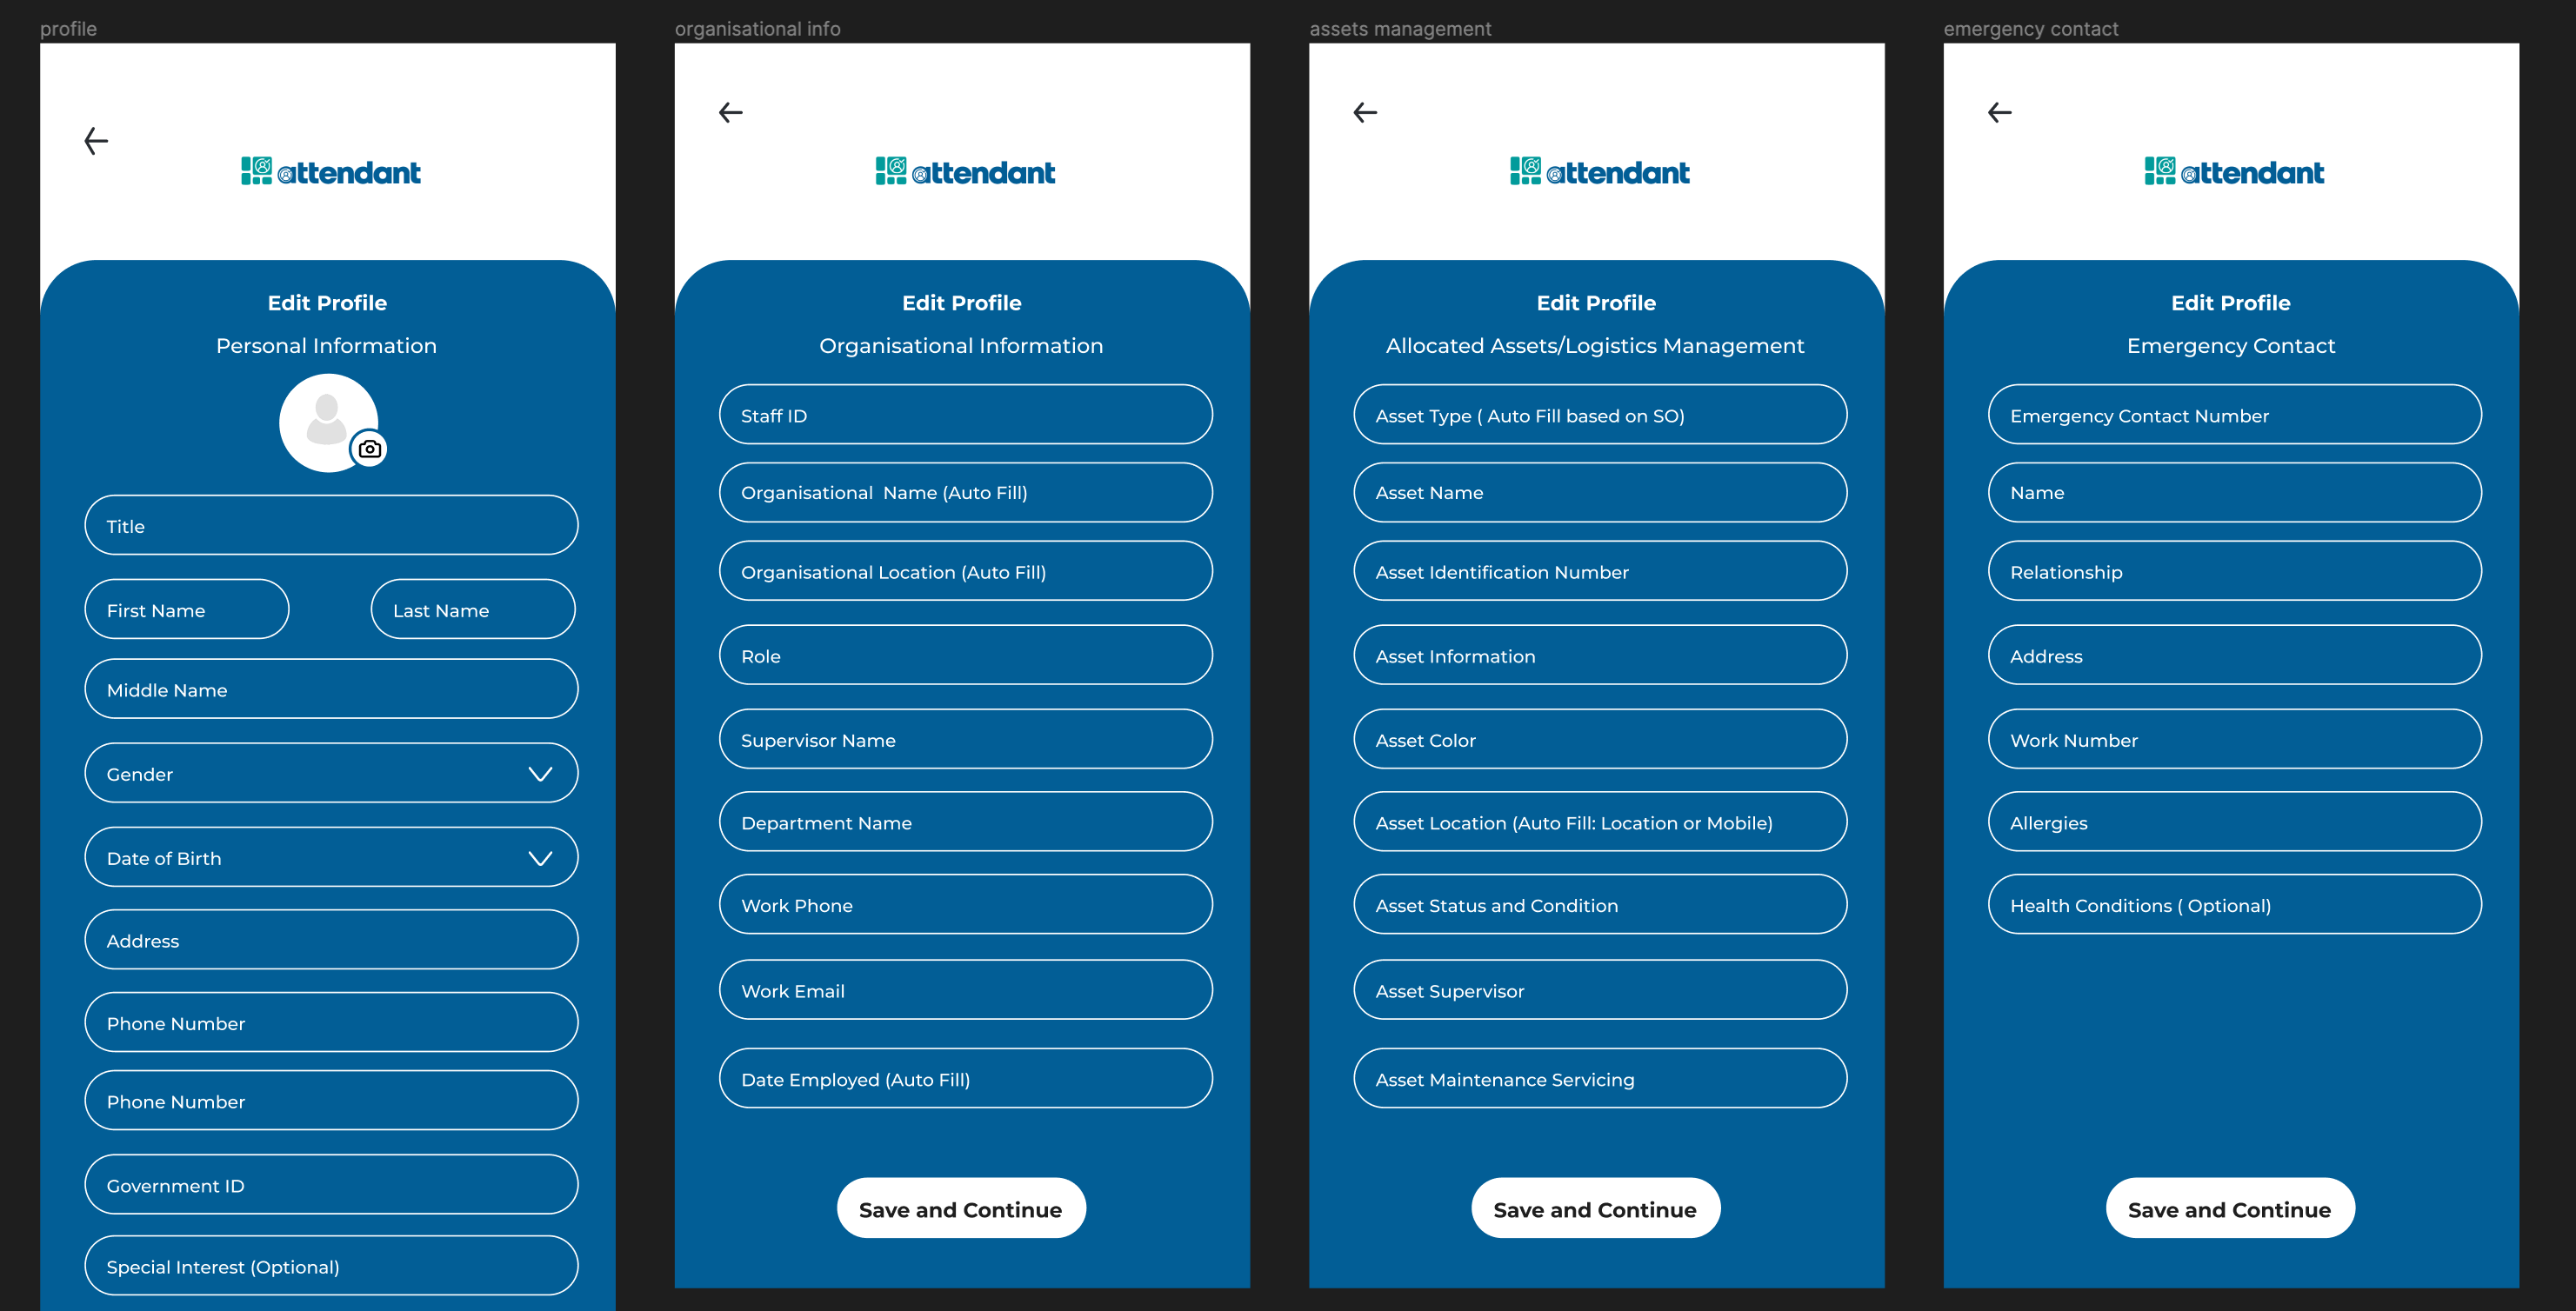 profile
attendant
Edit Profile
Personal Information
Title
First Name
Last Name
Middle Name
Gender
Date of Birth
Address
Phone Number
Phone Number
Government ID
Special Interest (Optional)
organisational info
attendant
Edit Profile
Organisational Information
Staff ID
Organisational  Name (Auto Fill)
Organisational Location (Auto Fill)
Role
Supervisor Name
Department Name
Work Phone
Work Email
Date Employed (Auto Fill)
Save and Continue
assets management
attendant
Edit Profile
Allocated Assets/Logistics Management
Asset Type ( Auto Fill based on SO)
Asset Name
Asset Identification Number
Asset Information
Asset Color
Asset Location (Auto Fill: Location or Mobile)
Asset Status and Condition
Asset Supervisor
Asset Maintenance Servicing
Save and Continue
emergency contact
attendant
Edit Profile
Emergency Contact
Emergency Contact Number
Name
Relationship
Address
Work Number
Allergies
Health Conditions ( Optional)
Save and Continue